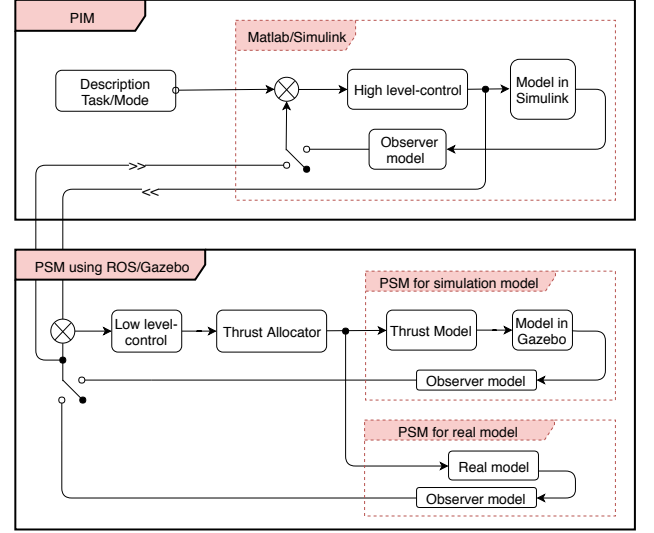 PIM
Matlab/Simulink
Description
Task/Mode
High level-control
Model in
Simulink
Observer
model
>>
<<
PSM using ROS/Gazebo
PSM for simulation model
Low level-
control
Thrust Allocator
Thrust Model
Model in
Gazebo
Observer model
PSM for real model
Real model
Observer model